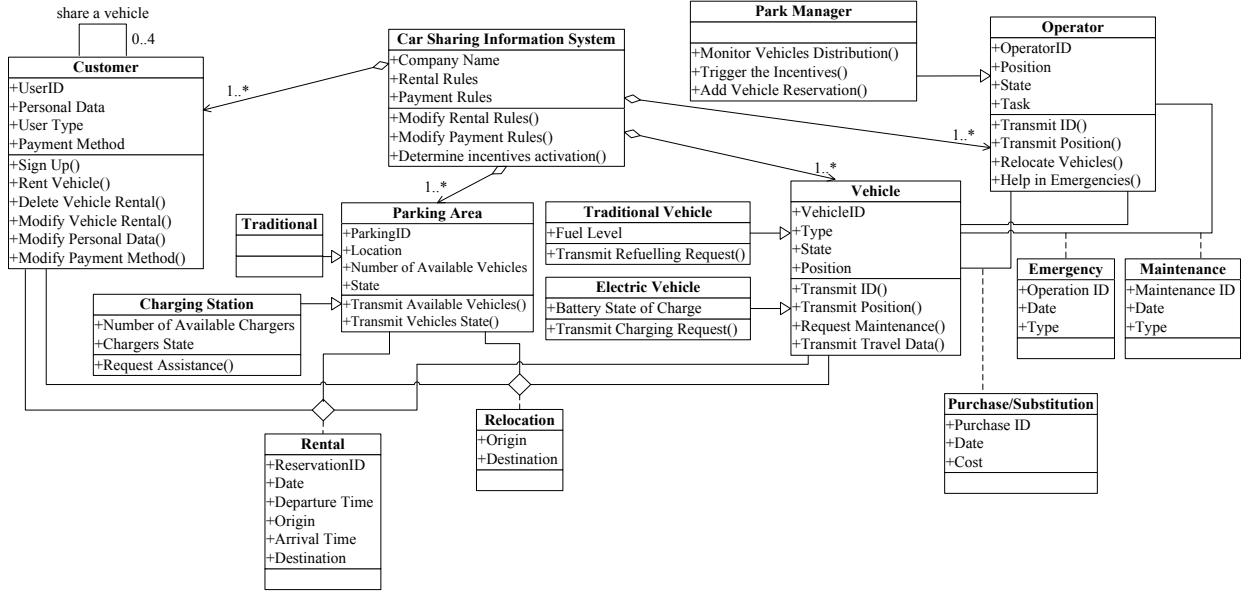 share a vehicle
0..4
Customer
+UserID
+Personal Data
+User Type
+Payment Method
+Sign Up()
+Rent Vehicle()
+Delete Vehicle Rental()
+Modify Vehicle Rental()
+Modify Personal Data()
+Modify Payment Method()
1..*
Car Sharing Information System
+Company Name
+Rental Rules
+Payment Rules
+Modify Rental Rules()
+Modify Payment Rules()
+Determine incentives activation()
1..*
1..*
1..*
Park Manager
+Monitor Vehicles Distribution()
+Trigger the Incentives()
+Add Vehicle Reservation()
Operator
+OperatorID
+Position
+State
+Task
+Transmit ID()
+Transmit Position()
+Relocate Vehicles()
+Help in Emergencies()
Traditional
Parking Area
+ParkingID
+Location
+Number of Available Vehicles
+State
+Transmit Available Vehicles()
+Transmit Vehicles State()
Charging Station
+Number of Available Chargers
+Chargers State
+Request Assistance()
Traditional Vehicle
+Fuel Level
+Transmit Refuelling Request()
Electric Vehicle
+Battery State of Charge
+Transmit Charging Request()
Vehicle
+VehicleID
+Type
+State
+Position
+Transmit ID()
+Transmit Position()
+Request Maintenance()
+Transmit Travel Data()
Emergency
+Operation ID
+Date
+Type
Maintenance
+Maintenance ID
+Date
+Type
Purchase/Substitution
+Purchase ID
+Date
+Cost
Relocation
+Origin
+Destination
Rental
+ReservationID
+Date
+Departure Time
+Origin
+Arrival Time
+Destination